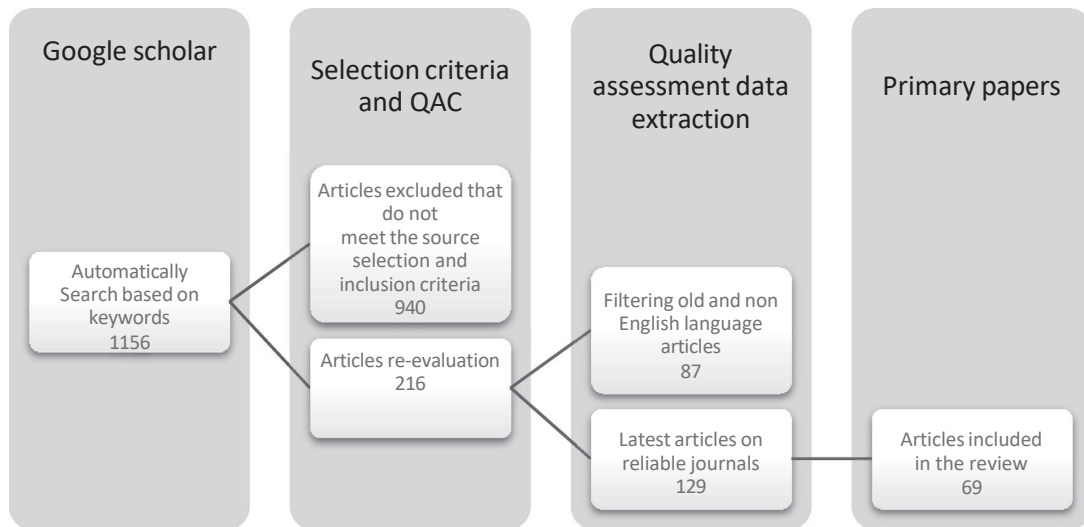 Google scholar
Automatically
Search based on
keywords
1156
Selection criteria
and QAC
Articles excluded that
do not
meet the source
selection and
inclusion criteria
940
Articles re-evaluation
216
Quality
assessment data
extraction
Filtering old and non
English language
articles
87
Latest articles on
reliable journals
129
Primary papers
Articles included
in the review
69